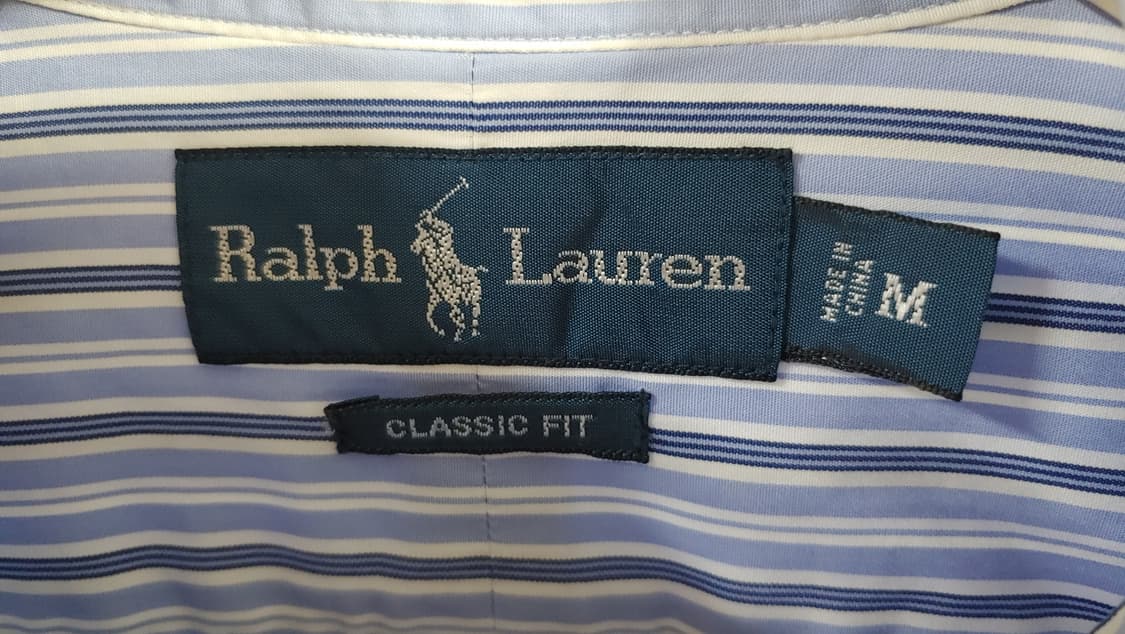 Ralph Lauren
MADE IN
CHINA
M
CLASSIC FIT